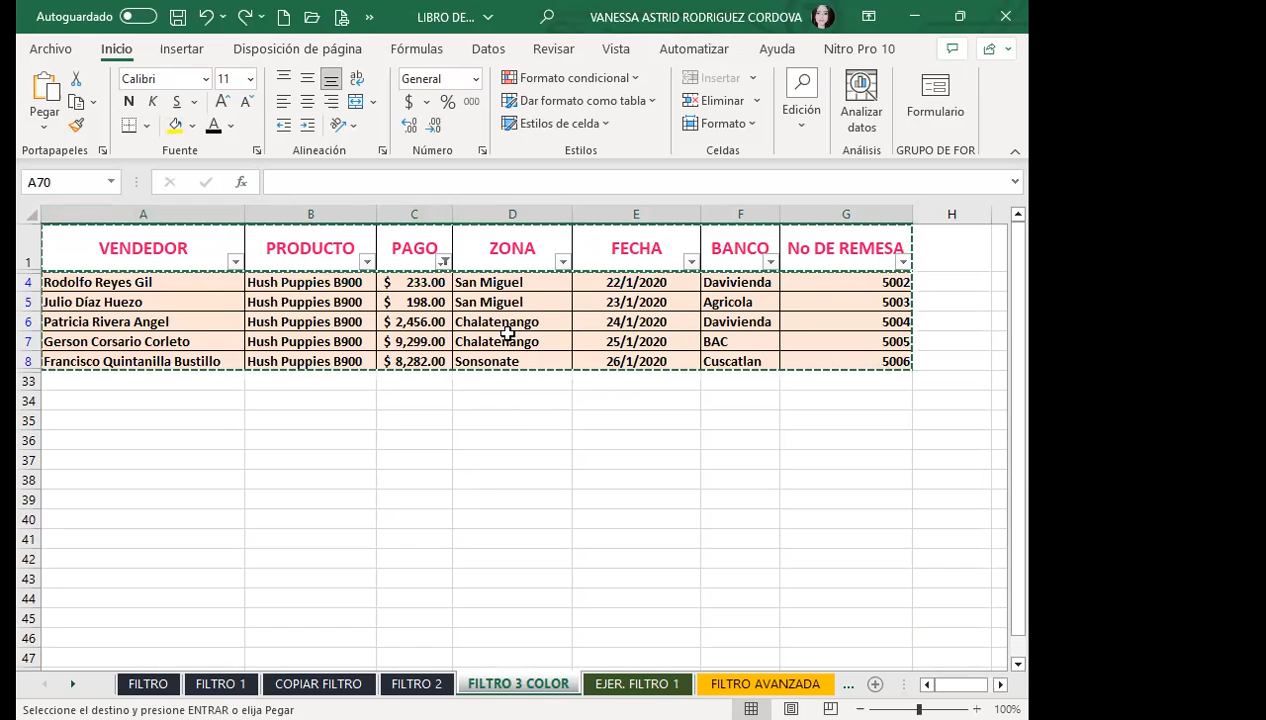 Autoguardado
LIBRO DE...
VANESSA ASTRID RODRIGUEZ CORDOVA
Archivo Inicio Insertar Disposición de página Fórmulas Datos Revisar Vista Automatizar Ayuda Nitro Pro 10
Pegar
Calibri 11
N K S
General
$ % 000
Formato condicional
Dar formato como tabla
Estilos de celda
Insertar
Eliminar
Formato
Edición
Analizar datos
Formulario
Portapapeles Fuente Alineación Número Estilos Celdas Análisis GRUPO DE FOR
A70
fx
A B C D E F G H
1 VENDEDOR PRODUCTO PAGO ZONA FECHA BANCO No DE REMESA
4 Rodolfo Reyes Gil Hush Puppies B900 $ 233.00 San Miguel 22/1/2020 Davivienda 5002
5 Julio Díaz Huezo Hush Puppies B900 $ 198.00 San Miguel 23/1/2020 Agricola 5003
6 Patricia Rivera Angel Hush Puppies B900 $ 2,456.00 Chalatenango 24/1/2020 Davivienda 5004
7 Gerson Corsario Corleto Hush Puppies B900 $ 9,299.00 Chalatenango 25/1/2020 BAC 5005
8 Francisco Quintanilla Bustillo Hush Puppies B900 $ 8,282.00 Sonsonate 26/1/2020 Cuscatlan 5006
33
34
35
36
37
38
39
40
41
42
43
44
45
46
47
FILTRO FILTRO 1 COPIAR FILTRO FILTRO 2 FILTRO 3 COLOR EJER. FILTRO 1 FILTRO AVANZADA ...
Seleccione el destino y presione ENTRAR o elija Pegar
100%